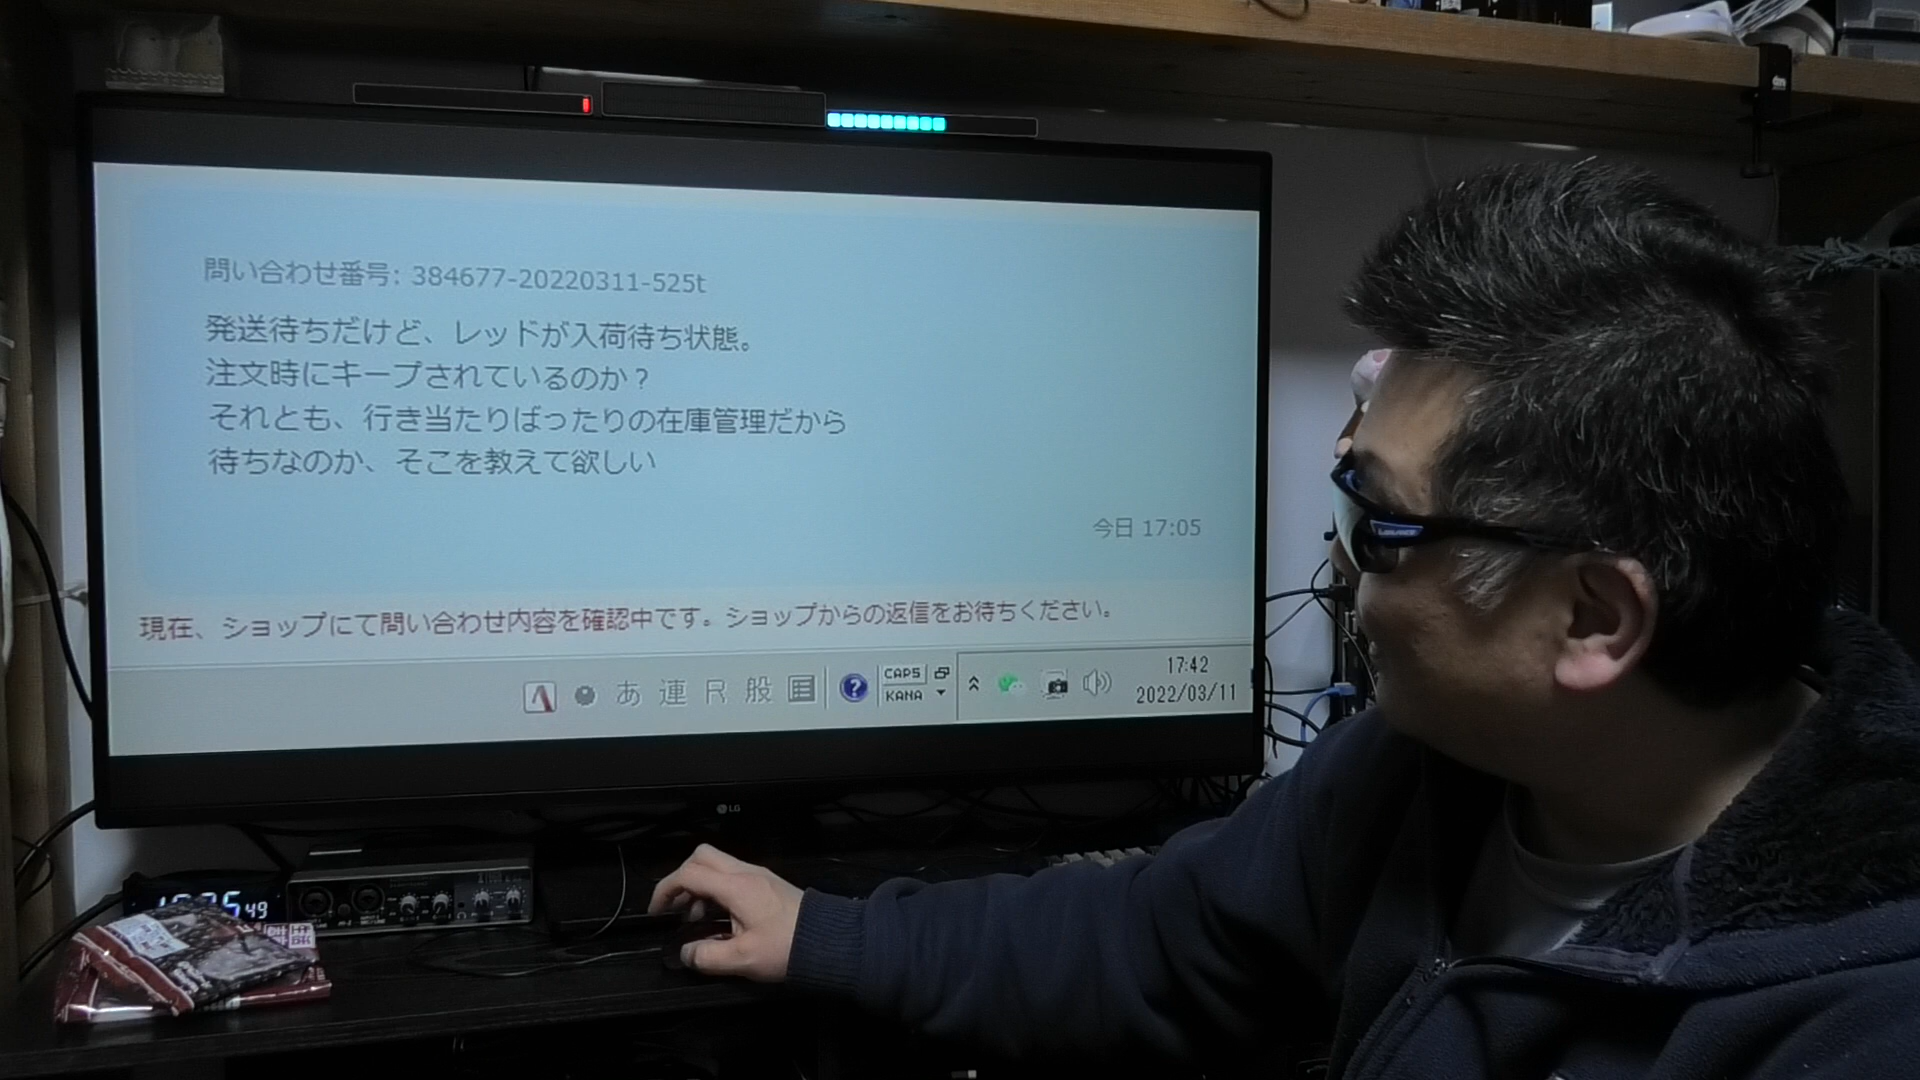 問い合わせ番号: 384677-20220311-525t
発送待ちだけど、レッドが入荷待ち状態。
注文時にキープされているのか？
それとも、行き当たりばったりの在庫管理だから
待ちなのか、そこを教えて欲しい
今日 17:05
現在、ショップにて問い合わせ内容を確認中です。ショップからの返信をお待ちください。
あ 連 R 般
CAPS
KANA
17:42
2022/03/11
LG
49